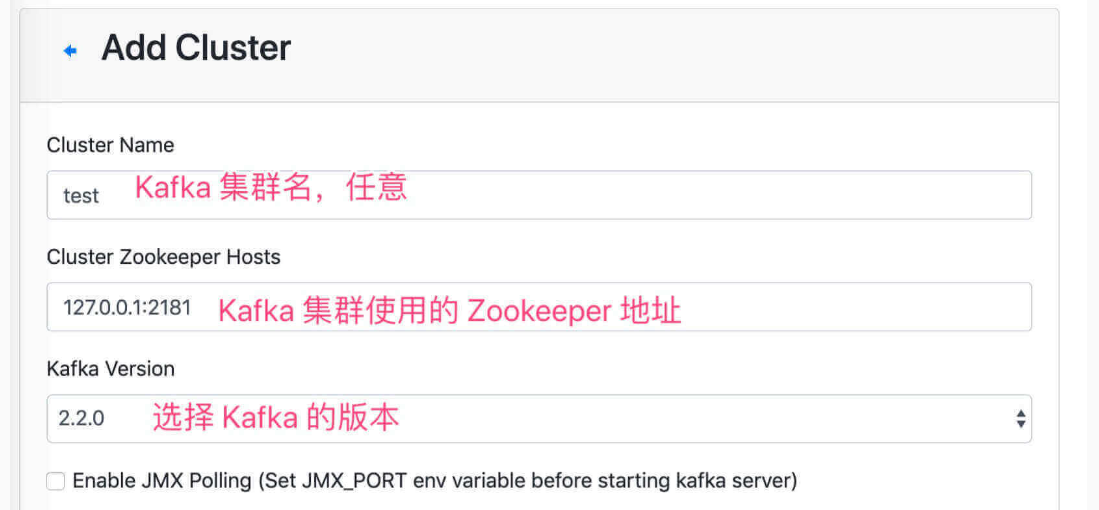 Add Cluster
Cluster Name
test Kafka 集群名，任意
Cluster Zookeeper Hosts
127.0.0.1:2181 Kafka 集群使用的 Zookeeper 地址
Kafka Version
2.2.0 选择 Kafka 的版本
Enable JMX Polling (Set JMX_PORT env variable before starting kafka server)